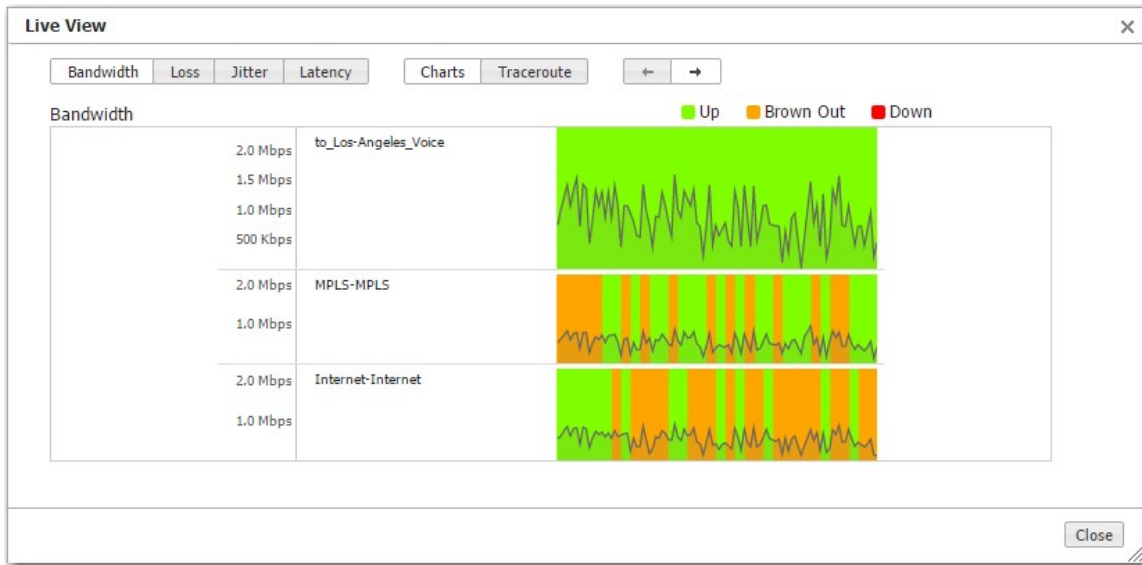 Live View
Bandwidth Loss Jitter Latency Charts Traceroute ← →
Bandwidth Up Brown Out Down
to_Los-Angeles_Voice
2.0 Mbps
1.5 Mbps
1.0 Mbps
500 Kbps
2.0 Mbps MPLS-MPLS
1.0 Mbps
2.0 Mbps Internet-Internet
1.0 Mbps
Close